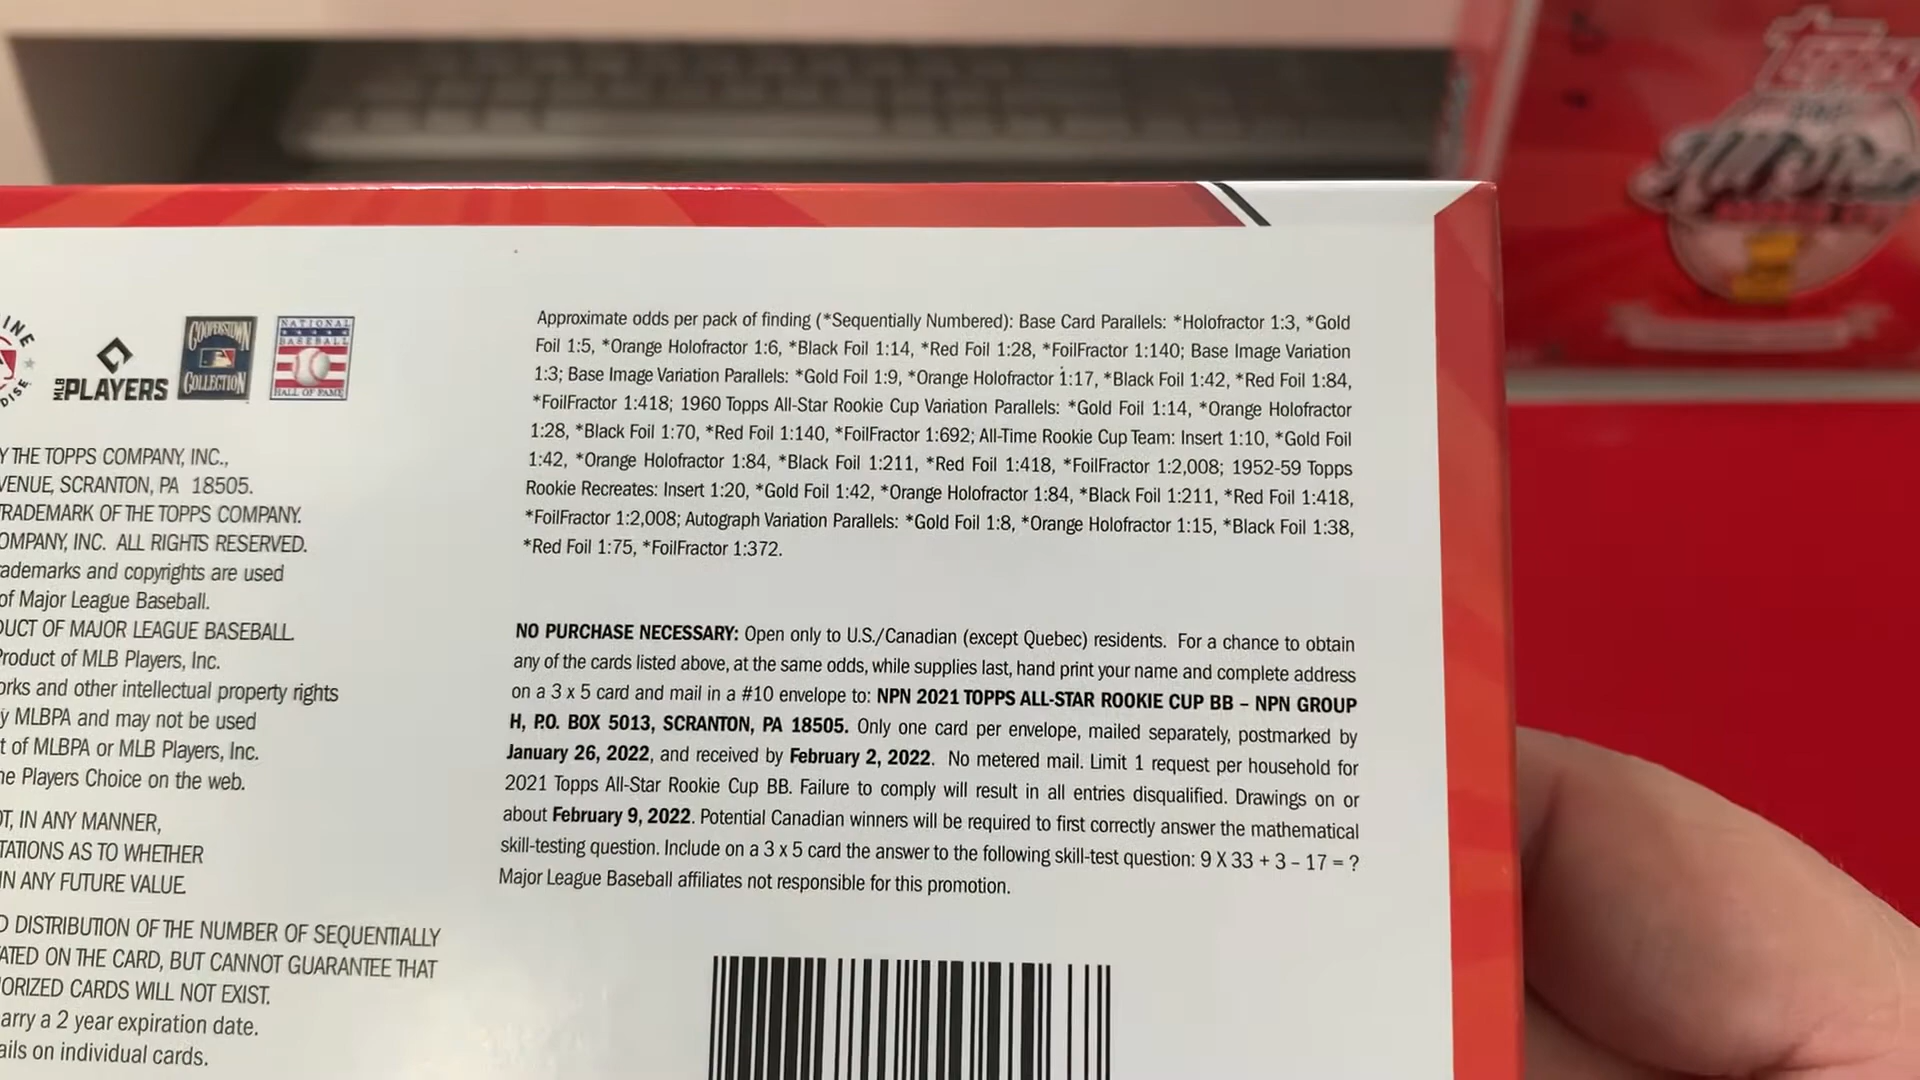 INE
DISE
MLB PLAYERS
COOPERSTOWN
COLLECTION
NATIONAL
BASEBALL
HALL OF FAME
Y THE TOPPS COMPANY, INC.,
VENUE, SCRANTON, PA 18505.
RADEMARK OF THE TOPPS COMPANY.
OMPANY, INC. ALL RIGHTS RESERVED.
ademarks and copyrights are used
of Major League Baseball.
DUCT OF MAJOR LEAGUE BASEBALL.
Product of MLB Players, Inc.
orks and other intellectual property rights
y MLBPA and may not be used
t of MLBPA or MLB Players, Inc.
he Players Choice on the web.
OT, IN ANY MANNER,
TATIONS AS TO WHETHER
IN ANY FUTURE VALUE.
D DISTRIBUTION OF THE NUMBER OF SEQUENTIALLY
ATED ON THE CARD, BUT CANNOT GUARANTEE THAT
ORIZED CARDS WILL NOT EXIST.
arry a 2 year expiration date.
ails on individual cards.
Approximate odds per pack of finding (*Sequentially Numbered): Base Card Parallels: *Holofractor 1:3, *Gold
Foil 1:5, *Orange Holofractor 1:6, *Black Foil 1:14, *Red Foil 1:28, *FoilFractor 1:140; Base Image Variation
1:3; Base Image Variation Parallels: *Gold Foil 1:9, *Orange Holofractor 1:17, *Black Foil 1:42, *Red Foil 1:84,
*FoilFractor 1:418; 1960 Topps All-Star Rookie Cup Variation Parallels: *Gold Foil 1:14, *Orange Holofractor
1:28, *Black Foil 1:70, *Red Foil 1:140, *FoilFractor 1:692; All-Time Rookie Cup Team: Insert 1:10, *Gold Foil
1:42, *Orange Holofractor 1:84, *Black Foil 1:211, *Red Foil 1:418, *FoilFractor 1:2,008; 1952-59 Topps
Rookie Recreates: Insert 1:20, *Gold Foil 1:42, *Orange Holofractor 1:84, *Black Foil 1:211, *Red Foil 1:418,
*FoilFractor 1:2,008; Autograph Variation Parallels: *Gold Foil 1:8, *Orange Holofractor 1:15, *Black Foil 1:38,
*Red Foil 1:75, *FoilFractor 1:372.
NO PURCHASE NECESSARY: Open only to U.S./Canadian (except Quebec) residents. For a chance to obtain
any of the cards listed above, at the same odds, while supplies last, hand print your name and complete address
on a 3 x 5 card and mail in a #10 envelope to: NPN 2021 TOPPS ALL-STAR ROOKIE CUP BB – NPN GROUP
H, P.O. BOX 5013, SCRANTON, PA 18505. Only one card per envelope, mailed separately, postmarked by
January 26, 2022, and received by February 2, 2022. No metered mail. Limit 1 request per household for
2021 Topps All-Star Rookie Cup BB. Failure to comply will result in all entries disqualified. Drawings on or
about February 9, 2022. Potential Canadian winners will be required to first correctly answer the mathematical
skill-testing question. Include on a 3 x 5 card the answer to the following skill-test question: 9 X 33 + 3 – 17 = ?
Major League Baseball affiliates not responsible for this promotion.